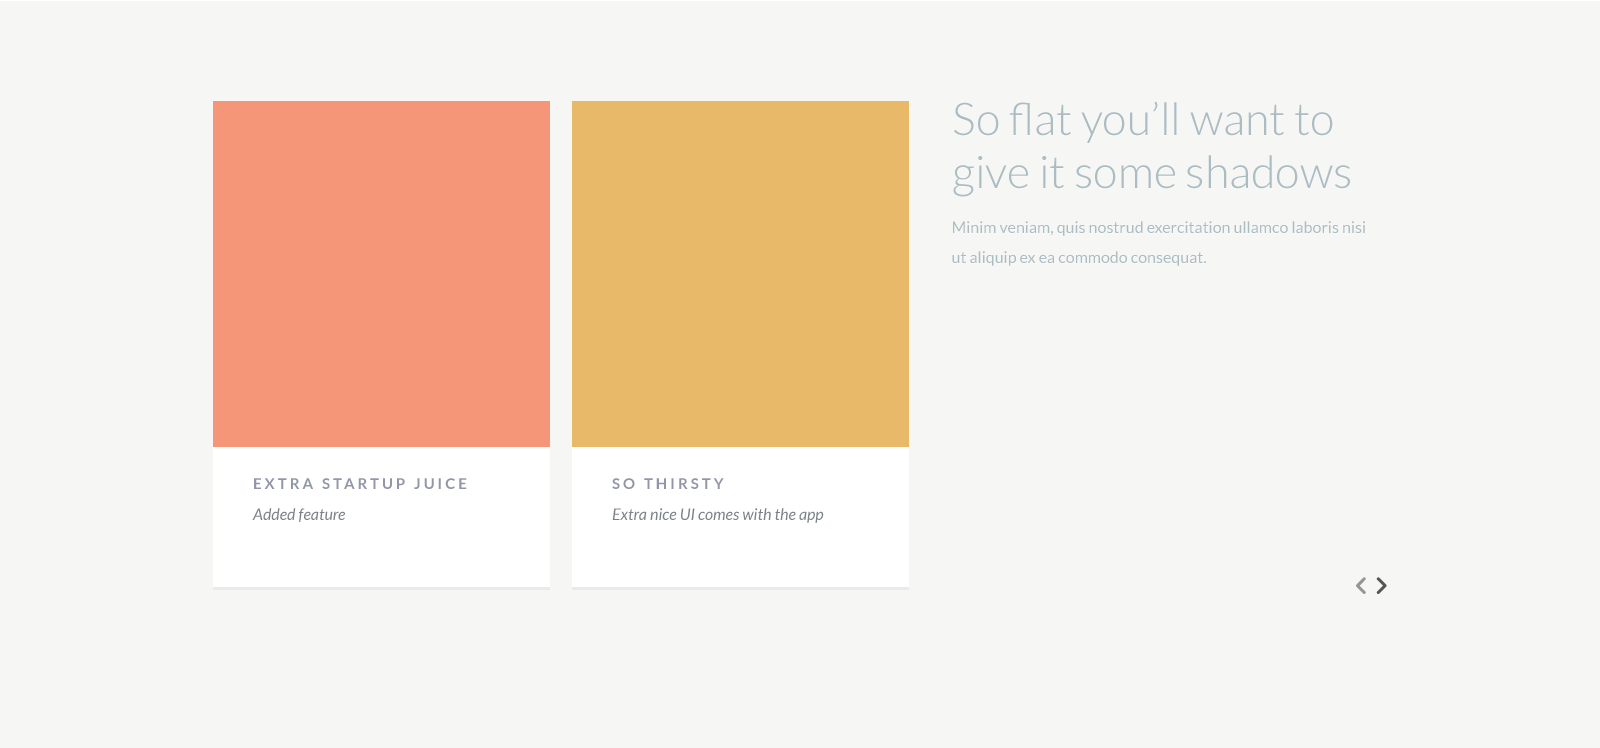 So flat you’ll want to
give it some shadows
Minim veniam, quis nostrud exercitation ullamco laboris nisi
ut aliquip ex ea commodo consequat.
EXTRA STARTUP JUICE
Added feature
SO THIRSTY
Extra nice UI comes with the app